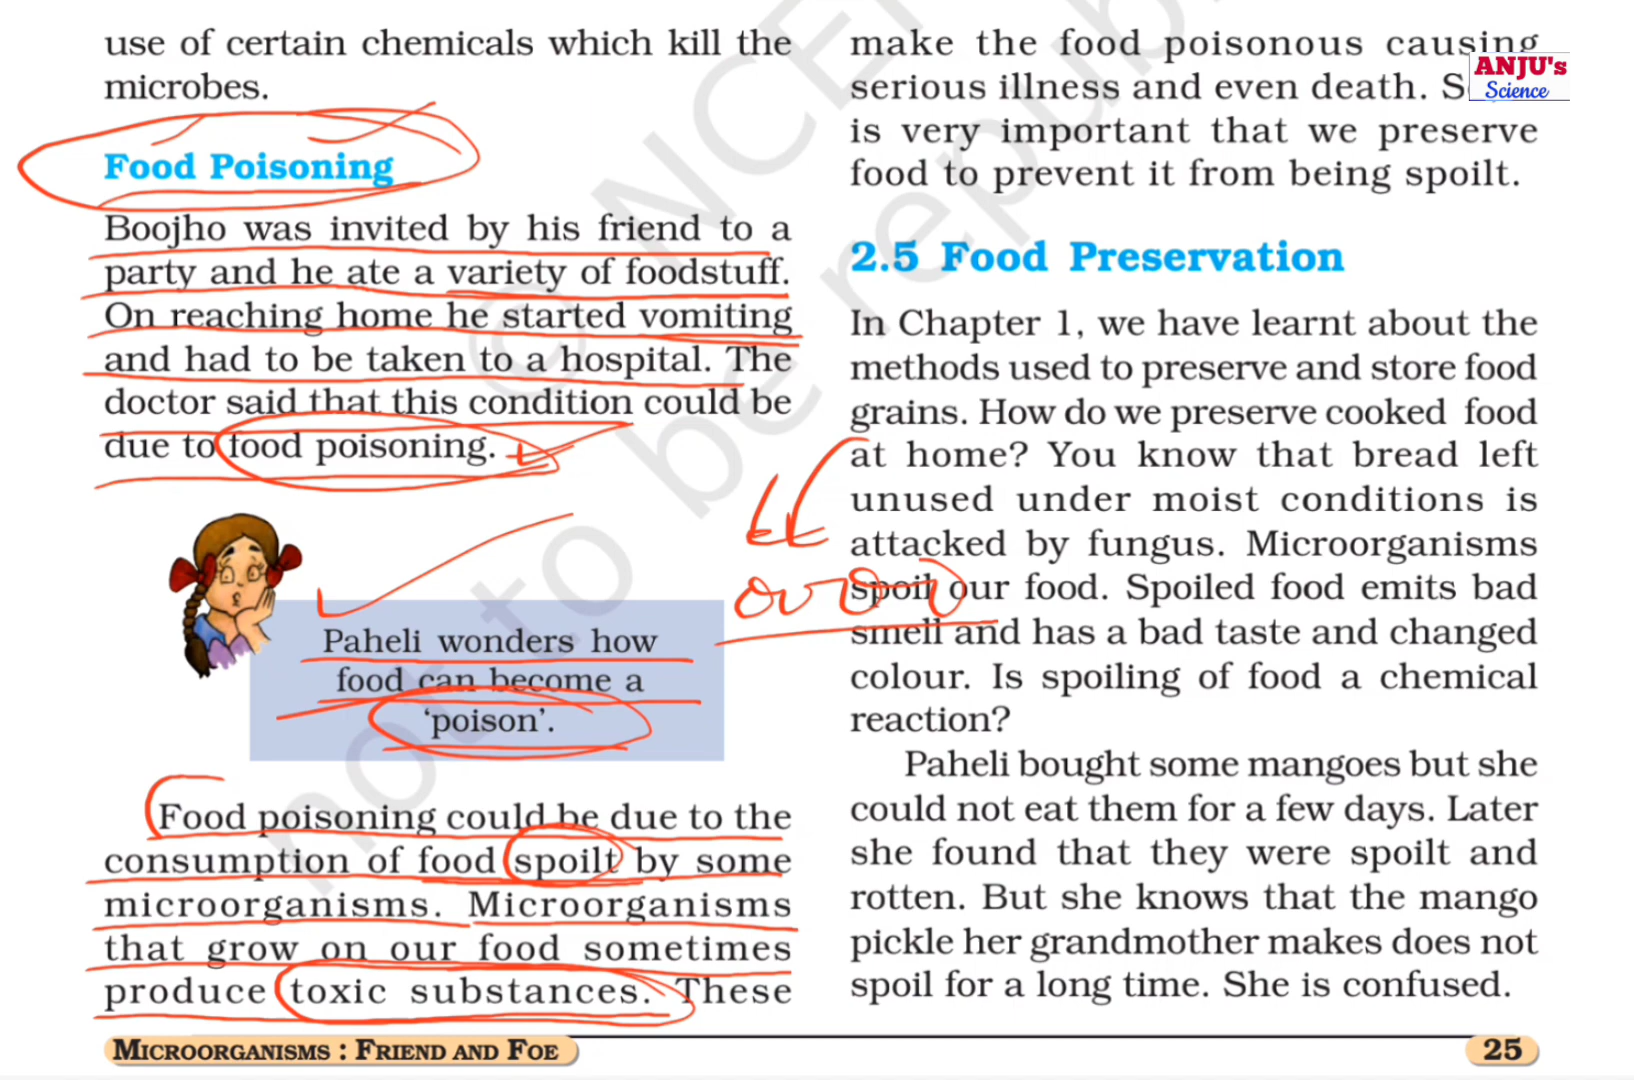 use of certain chemicals which kill the
microbes.
Food Poisoning
Boojho was invited by his friend to a
party and he ate a variety of foodstuff.
On reaching home he started vomiting
and had to be taken to a hospital. The
doctor said that this condition could be
due to food poisoning.
Paheli wonders how
food can become a
‘poison’.
Food poisoning could be due to the
consumption of food spoilt by some
microorganisms. Microorganisms
that grow on our food sometimes
produce toxic substances. These
make the food poisonous causing
serious illness and even death.
is very important that we preserve
food to prevent it from being spoilt.
2.5 Food Preservation
In Chapter 1, we have learnt about the
methods used to preserve and store food
grains. How do we preserve cooked food
at home? You know that bread left
unused under moist conditions is
attacked by fungus. Microorganisms
spoil our food. Spoiled food emits bad
smell and has a bad taste and changed
colour. Is spoiling of food a chemical
reaction?
Paheli bought some mangoes but she
could not eat them for a few days. Later
she found that they were spoilt and
rotten. But she knows that the mango
pickle her grandmother makes does not
spoil for a long time. She is confused.
MICROORGANISMS : FRIEND AND FOE
25
ANJU's
Science
© NCE
not to be repub